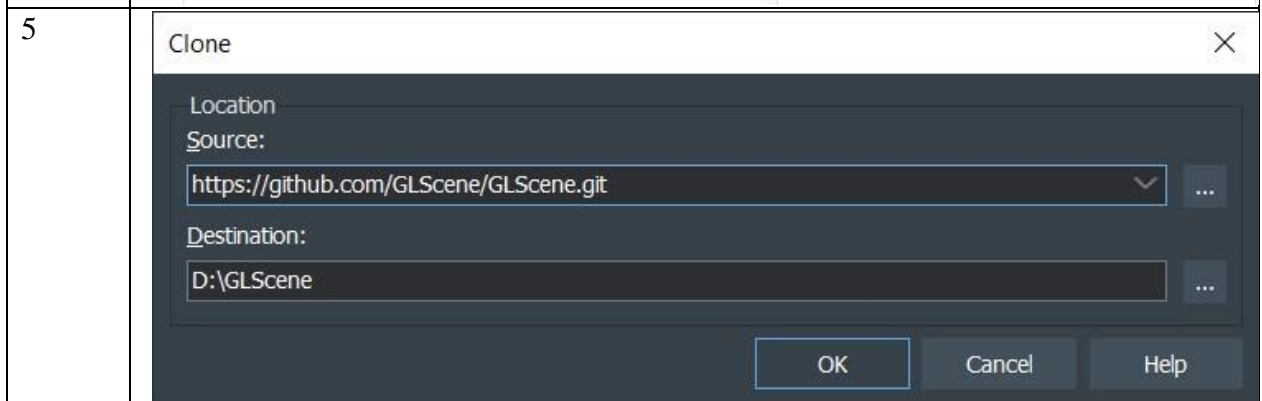 5
Clone
Location
Source:
https://github.com/GLScene/GLScene.git
...
Destination:
D:\GLScene
...
OK Cancel Help